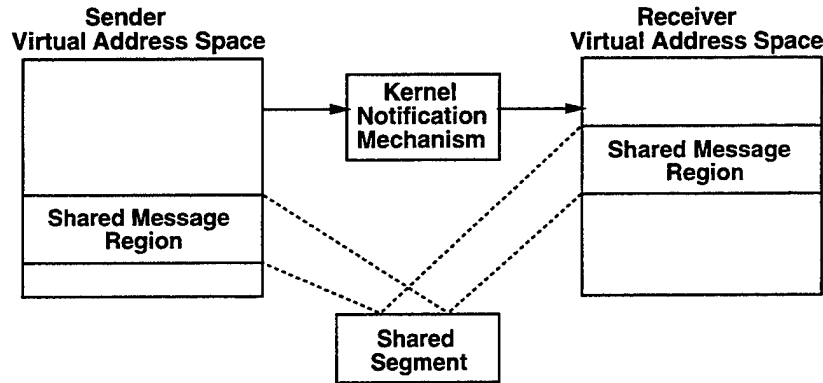 Sender
Virtual Address Space
Receiver
Virtual Address Space
Kernel
Notification
Mechanism
Shared Message
Region
Shared Message
Region
Shared
Segment